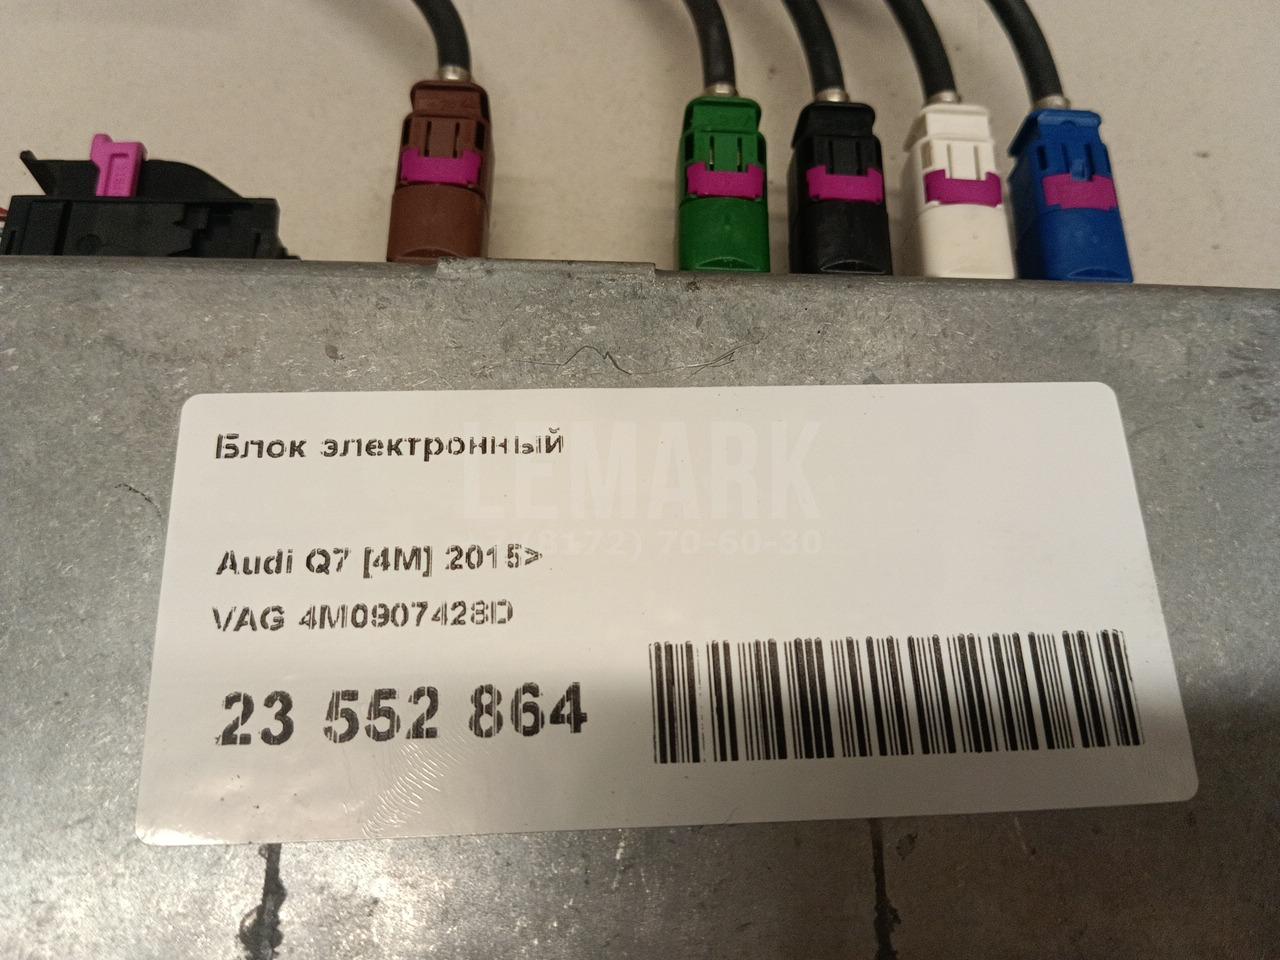 Блок электронный
LEMARK
(8172) 70-60-30
Audi Q7 [4M] 2015>
VAG 4M0907428D
23 552 864